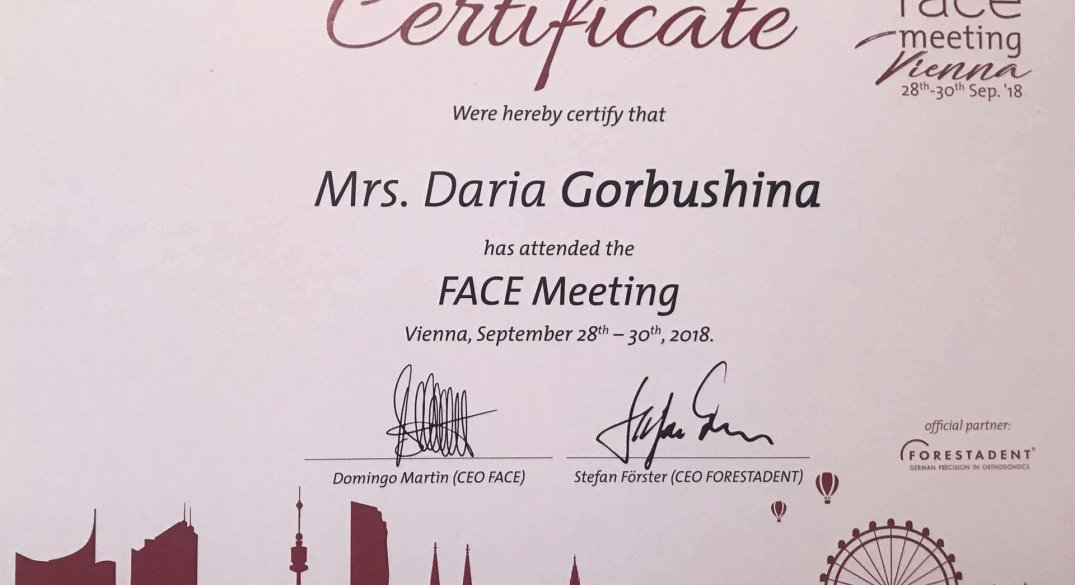 Certificate
face
meeting
Vienna
28th-30th Sep. '18
Were hereby certify that
Mrs. Daria Gorbushina
has attended the
FACE Meeting
Vienna, September 28th – 30th, 2018.
Domingo Martìn (CEO FACE)
Stefan Förster (CEO FORESTADENT)
official partner:
FORESTADENT®
GERMAN PRECISION IN ORTHODONTICS